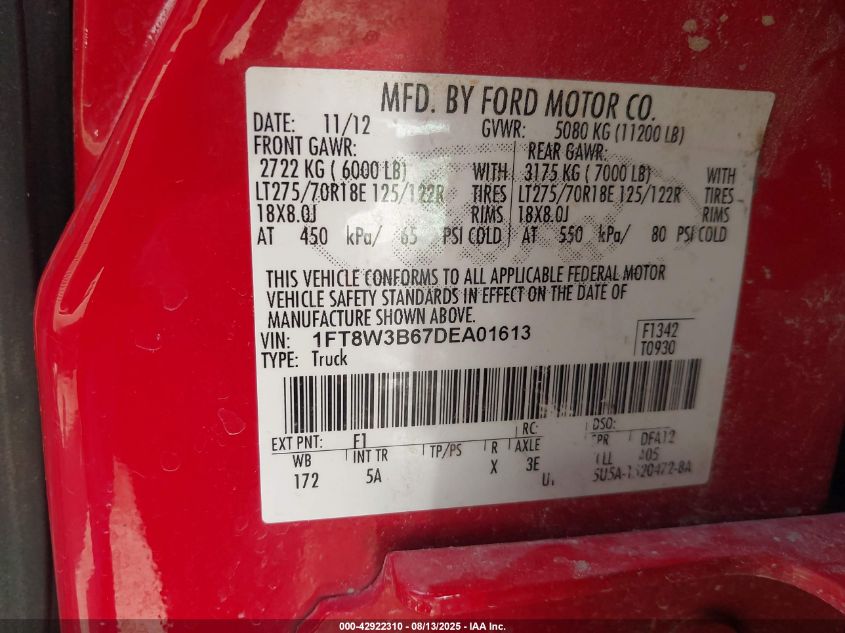 MFD. BY FORD MOTOR CO.
DATE: 11/12 GVWR: 5080 KG (11200 LB)
FRONT GAWR: REAR GAWR:
2722 KG ( 6000 LB) WITH 3175 KG ( 7000 LB) WITH
LT275/70R18E 125/122R TIRES LT275/70R18E 125/122R TIRES
18X8.0J RIMS 18X8.0J RIMS
AT 450 kPa/ 65 PSI COLD AT 550 kPa/ 80 PSI COLD
THIS VEHICLE CONFORMS TO ALL APPLICABLE FEDERAL MOTOR
VEHICLE SAFETY STANDARDS IN EFFECT ON THE DATE OF
MANUFACTURE SHOWN ABOVE.
VIN: 1FT8W3B67DEA01613 F1342
TYPE: Truck T0930
EXT PNT: F1 RC: DSO:
WB INT TR TP/PS R AXLE DFA12
172 5A X 3E
000-42922310 - 08/13/2025 - IAA Inc.